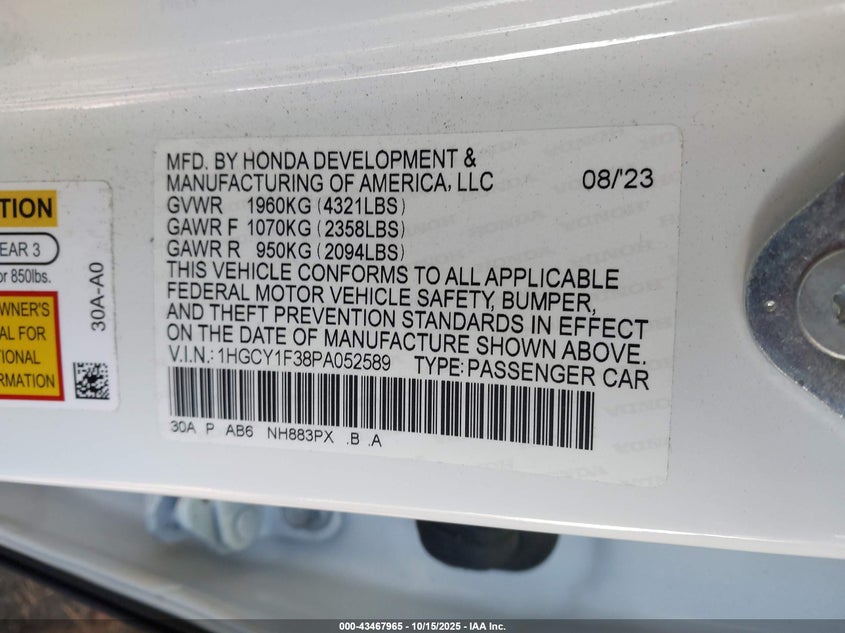 MFD. BY HONDA DEVELOPMENT &
MANUFACTURING OF AMERICA, LLC 08/'23
GVWR 1960KG (4321LBS)
GAWR F 1070KG (2358LBS)
GAWR R 950KG (2094LBS)
THIS VEHICLE CONFORMS TO ALL APPLICABLE
FEDERAL MOTOR VEHICLE SAFETY, BUMPER,
AND THEFT PREVENTION STANDARDS IN EFFECT
ON THE DATE OF MANUFACTURE SHOWN ABOVE.
V.I.N.: 1HGCY1F38PA052589 TYPE: PASSENGER CAR
30A P AB6 NH883PX .B .A
TION
EAR 3
or 850lbs.
OWNER'S
AL FOR
TIONAL
RMATION
30A-A0
000-43467965 - 10/15/2025 - IAA Inc.